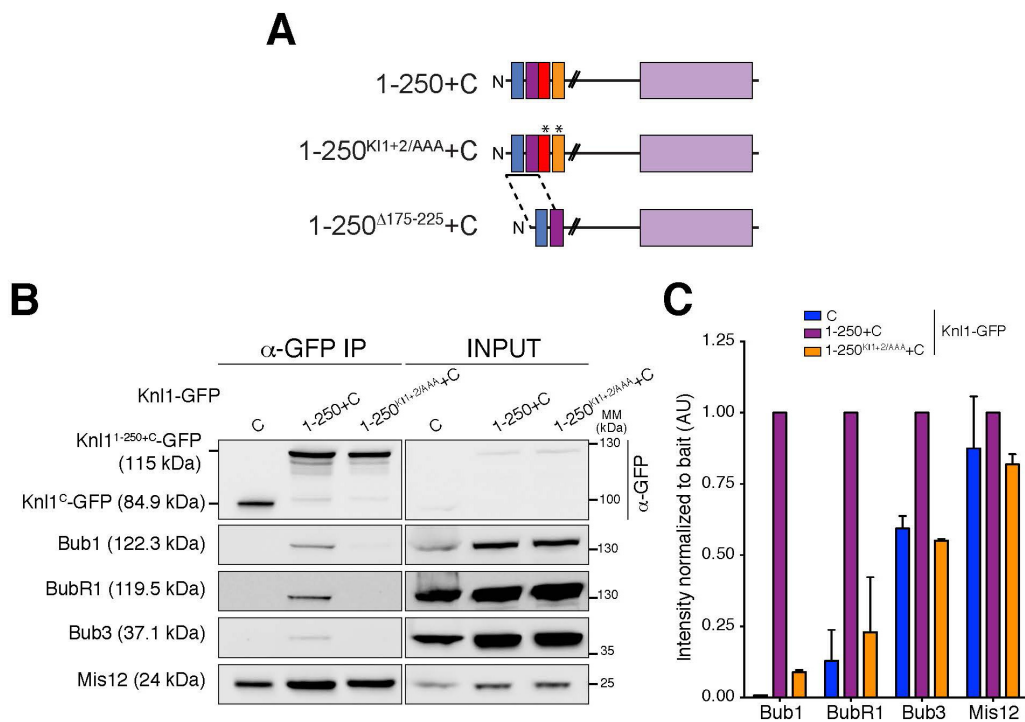 A
1-250+C
N
1-250KI1+2/AAA+C
N
* *
1-250Δ175-225+C
N
B
α-GFP IP
INPUT
Knl1-GFP
C
1-250+C
1-250KI1+2/AAA+C
C
1-250+C
1-250KI1+2/AAA+C
MM
(kDa)
Knl11-250+C-GFP
(115 kDa)
130
KnlC-GFP (84.9 kDa)
100
α-GFP
Bub1 (122.3 kDa)
130
BubR1 (119.5 kDa)
130
Bub3 (37.1 kDa)
35
Mis12 (24 kDa)
25
C
C
1-250+C
1-250KI1+2/AAA+C
Knl1-GFP
Intensity normalized to bait (AU)
1.25
1.00
0.75
0.50
0.25
0.00
Bub1 BubR1 Bub3 Mis12